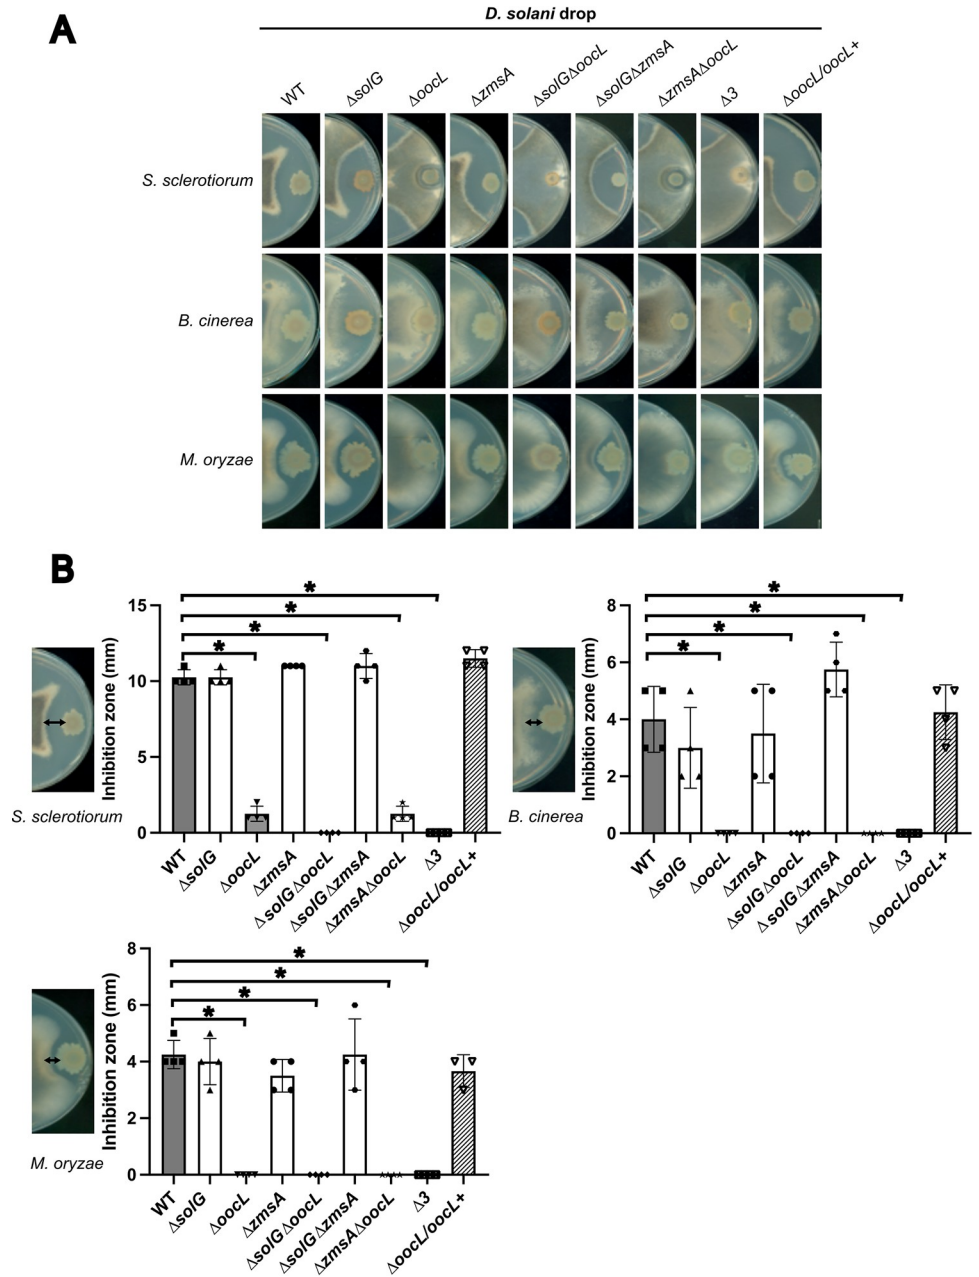 A
D. solani drop
WT
ΔsolG
ΔoocL
ΔzmsA
ΔsolGΔoocL
ΔsolGΔzmsA
ΔzmsAΔoocL
Δ3
ΔoocL/oocL+
S. sclerotiorum
B. cinerea
M. oryzae
B
Inhibition zone (mm)
15
10
5
0
*
*
*
*
S. sclerotiorum
WT
ΔsolG
ΔoocL
ΔzmsA
ΔsolGΔoocL
ΔsolGΔzmsA
ΔzmsAΔoocL
Δ3
ΔoocL/oocL+
Inhibition zone (mm)
8
6
4
2
0
*
*
*
*
B. cinerea
WT
ΔsolG
ΔoocL
ΔzmsA
ΔsolGΔoocL
ΔsolGΔzmsA
ΔzmsAΔoocL
Δ3
ΔoocL/oocL+
Inhibition zone (mm)
8
6
4
2
0
*
*
*
*
M. oryzae
WT
ΔsolG
ΔoocL
ΔzmsA
ΔsolGΔoocL
ΔsolGΔzmsA
ΔzmsAΔoocL
Δ3
ΔoocL/oocL+